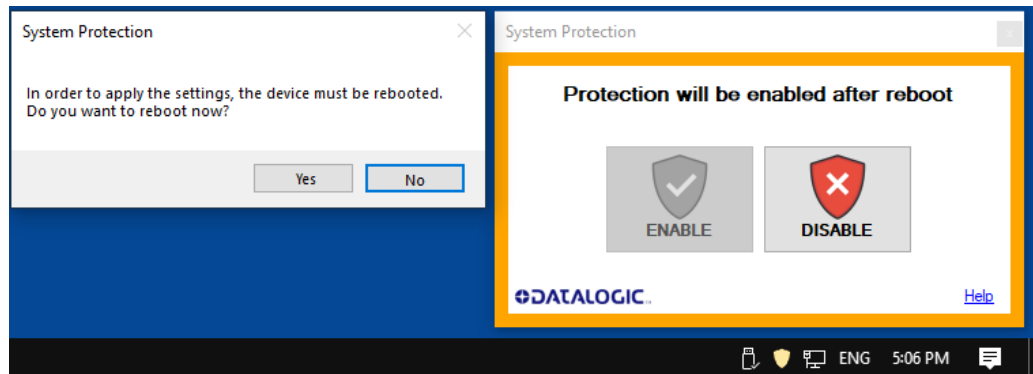 System Protection
In order to apply the settings, the device must be rebooted.
Do you want to reboot now?
Yes
No
System Protection
Protection will be enabled after reboot
ENABLE
DISABLE
DATALOGIC
Help
ENG
5:06 PM